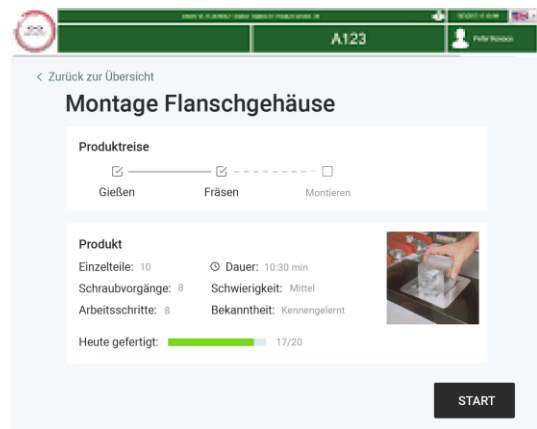 A123
< Zurück zur Übersicht
Montage Flanschgehäuse
Produktreise
Gießen Fräsen Montieren
Produkt
Einzelteile: 10 Dauer: 10:30 min
Schraubvorgänge: 8 Schwierigkeit: Mittel
Arbeitsschritte: 8 Bekanntheit: Kennengelernt
Heute gefertigt: 17/20
START